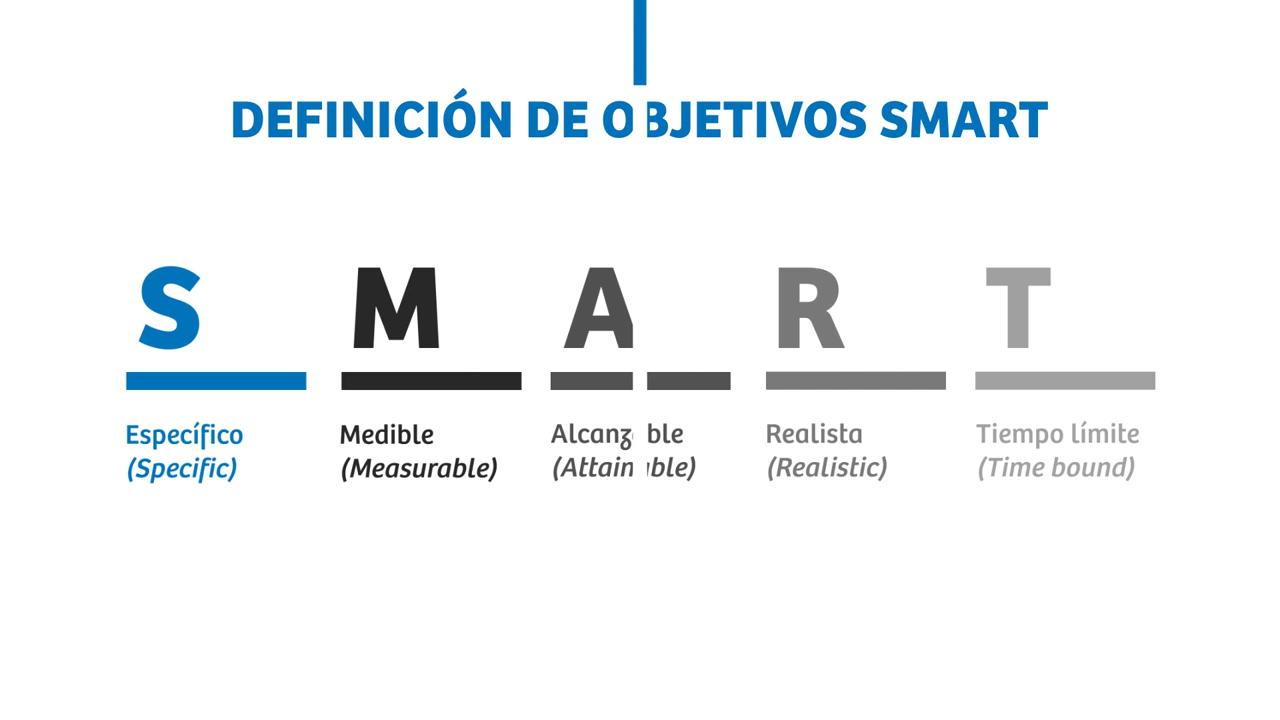 DEFINICIÓN DE OBJETIVOS SMART
S M A R T
Específico Medible Alcanzable Realista Tiempo límite
(Specific) (Measurable) (Attainable) (Realistic) (Time bound)